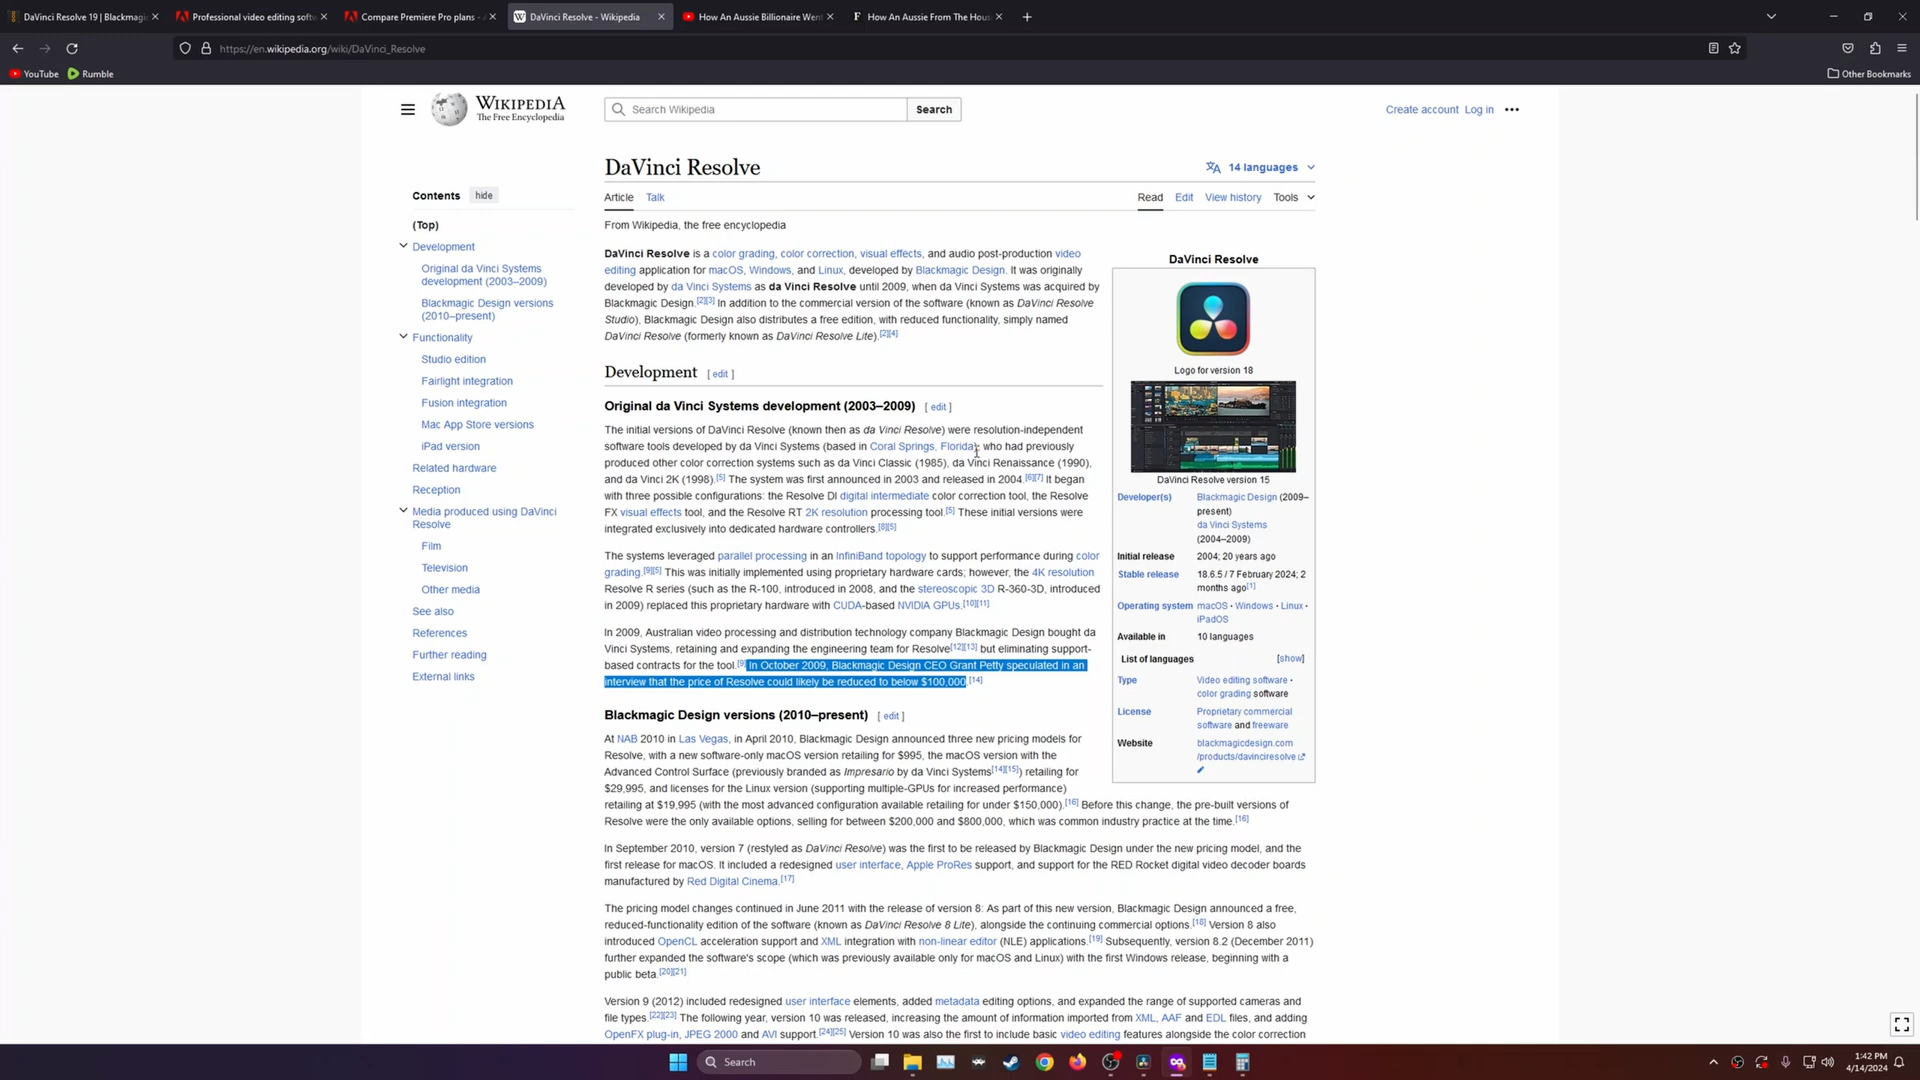 DaVinci Resolve 19 | Blackmagic
Professional video editing softw
Compare Premiere Pro plans - A
DaVinci Resolve - Wikipedia
How An Aussie Billionaire Went
How An Aussie From The Hous
https://en.wikipedia.org/wiki/DaVinci_Resolve
YouTube
Rumble
Other Bookmarks
WIKIPEDIA
The Free Encyclopedia
Search Wikipedia
Search
Create account
Log in
DaVinci Resolve
14 languages
Contents
hide
Article
Talk
Read
Edit
View history
Tools
(Top)
Development
Original da Vinci Systems
development (2003–2009)
Blackmagic Design versions
(2010–present)
Functionality
Studio edition
Fairlight integration
Fusion integration
Mac App Store versions
iPad version
Related hardware
Reception
Media produced using DaVinci
Resolve
Film
Television
Other media
See also
References
Further reading
External links
From Wikipedia, the free encyclopedia
DaVinci Resolve is a color grading, color correction, visual effects, and audio post-production video
editing application for macOS, Windows, and Linux, developed by Blackmagic Design. It was originally
developed by da Vinci Systems as da Vinci Resolve until 2009, when da Vinci Systems was acquired by
Blackmagic Design.[2][3] In addition to the commercial version of the software (known as DaVinci Resolve
Studio), Blackmagic Design also distributes a free edition, with reduced functionality, simply named
DaVinci Resolve (formerly known as DaVinci Resolve Lite).[2][4]
Development [ edit ]
Original da Vinci Systems development (2003–2009) [ edit ]
The initial versions of DaVinci Resolve (known then as da Vinci Resolve) were resolution-independent
software tools developed by da Vinci Systems (based in Coral Springs, Florida), who had previously
produced other color correction systems such as da Vinci Classic (1985), da Vinci Renaissance (1990),
and da Vinci 2K (1998).[5] The system was first announced in 2003 and released in 2004.[6][7] It began
with three possible configurations: the Resolve DI digital intermediate color correction tool, the Resolve
FX visual effects tool, and the Resolve RT 2K resolution processing tool.[5] These initial versions were
integrated exclusively into dedicated hardware controllers.[8][5]
The systems leveraged parallel processing in an InfiniBand topology to support performance during color
grading.[9][5] This was initially implemented using proprietary hardware cards; however, the 4K resolution
Resolve R series (such as the R-100, introduced in 2008, and the stereoscopic 3D R-360-3D, introduced
in 2009) replaced this proprietary hardware with CUDA-based NVIDIA GPUs.[10][11]
In 2009, Australian video processing and distribution technology company Blackmagic Design bought da
Vinci Systems, retaining and expanding the engineering team for Resolve[12][13] but eliminating support-
based contracts for the tool.[9] In October 2009, Blackmagic Design CEO Grant Petty speculated in an
interview that the price of Resolve could likely be reduced to below $100,000.[14]
Blackmagic Design versions (2010–present) [ edit ]
At NAB 2010 in Las Vegas, in April 2010, Blackmagic Design announced three new pricing models for
Resolve, with a new software-only macOS version retailing for $995, the macOS version with the
Advanced Control Surface (previously branded as Impresario by da Vinci Systems[14][15]) retailing for
$29,995, and licenses for the Linux version (supporting multiple-GPUs for increased performance)
retailing at $19,995 (with the most advanced configuration available retailing for under $150,000).[16] Before this change, the pre-built versions of
Resolve were the only available options, selling for between $200,000 and $800,000, which was common industry practice at the time.[16]
In September 2010, version 7 (restyled as DaVinci Resolve) was the first to be released by Blackmagic Design under the new pricing model, and the
first release for macOS. It included a redesigned user interface, Apple ProRes support, and support for the RED Rocket digital video decoder boards
manufactured by Red Digital Cinema.[17]
The pricing model changes continued in June 2011 with the release of version 8: As part of this new version, Blackmagic Design announced a free,
reduced-functionality edition of the software (known as DaVinci Resolve 8 Lite), alongside the continuing commercial options.[18] Version 8 also
introduced OpenCL acceleration support and XML integration with non-linear editor (NLE) applications.[19] Subsequently, version 8.2 (December 2011)
further expanded the software's scope (which was previously available only for macOS and Linux) with the first Windows release, beginning with a
public beta.[20][21]
Version 9 (2012) included redesigned user interface elements, added metadata editing options, and expanded the range of supported cameras and
file types.[22][23] The following year, version 10 was released, increasing the amount of information imported from XML, AAF and EDL files, and adding
OpenFX plug-in, JPEG 2000 and AVI support.[24][25] Version 10 was also the first to include basic video editing features alongside the color correction
DaVinci Resolve
Logo for version 18
DaVinci Resolve version 15
Developer(s) Blackmagic Design (2009–
present)
da Vinci Systems
(2004–2009)
Initial release 2004; 20 years ago
Stable release 18.6.5 / 7 February 2024; 2
months ago[1]
Operating system macOS · Windows · Linux ·
iPadOS
Available in 10 languages
List of languages [show]
Type Video editing software ·
color grading software
License Proprietary commercial
software and freeware
Website blackmagicdesign.com
/products/davinciresolve
Search
1:42 PM
4/14/2024